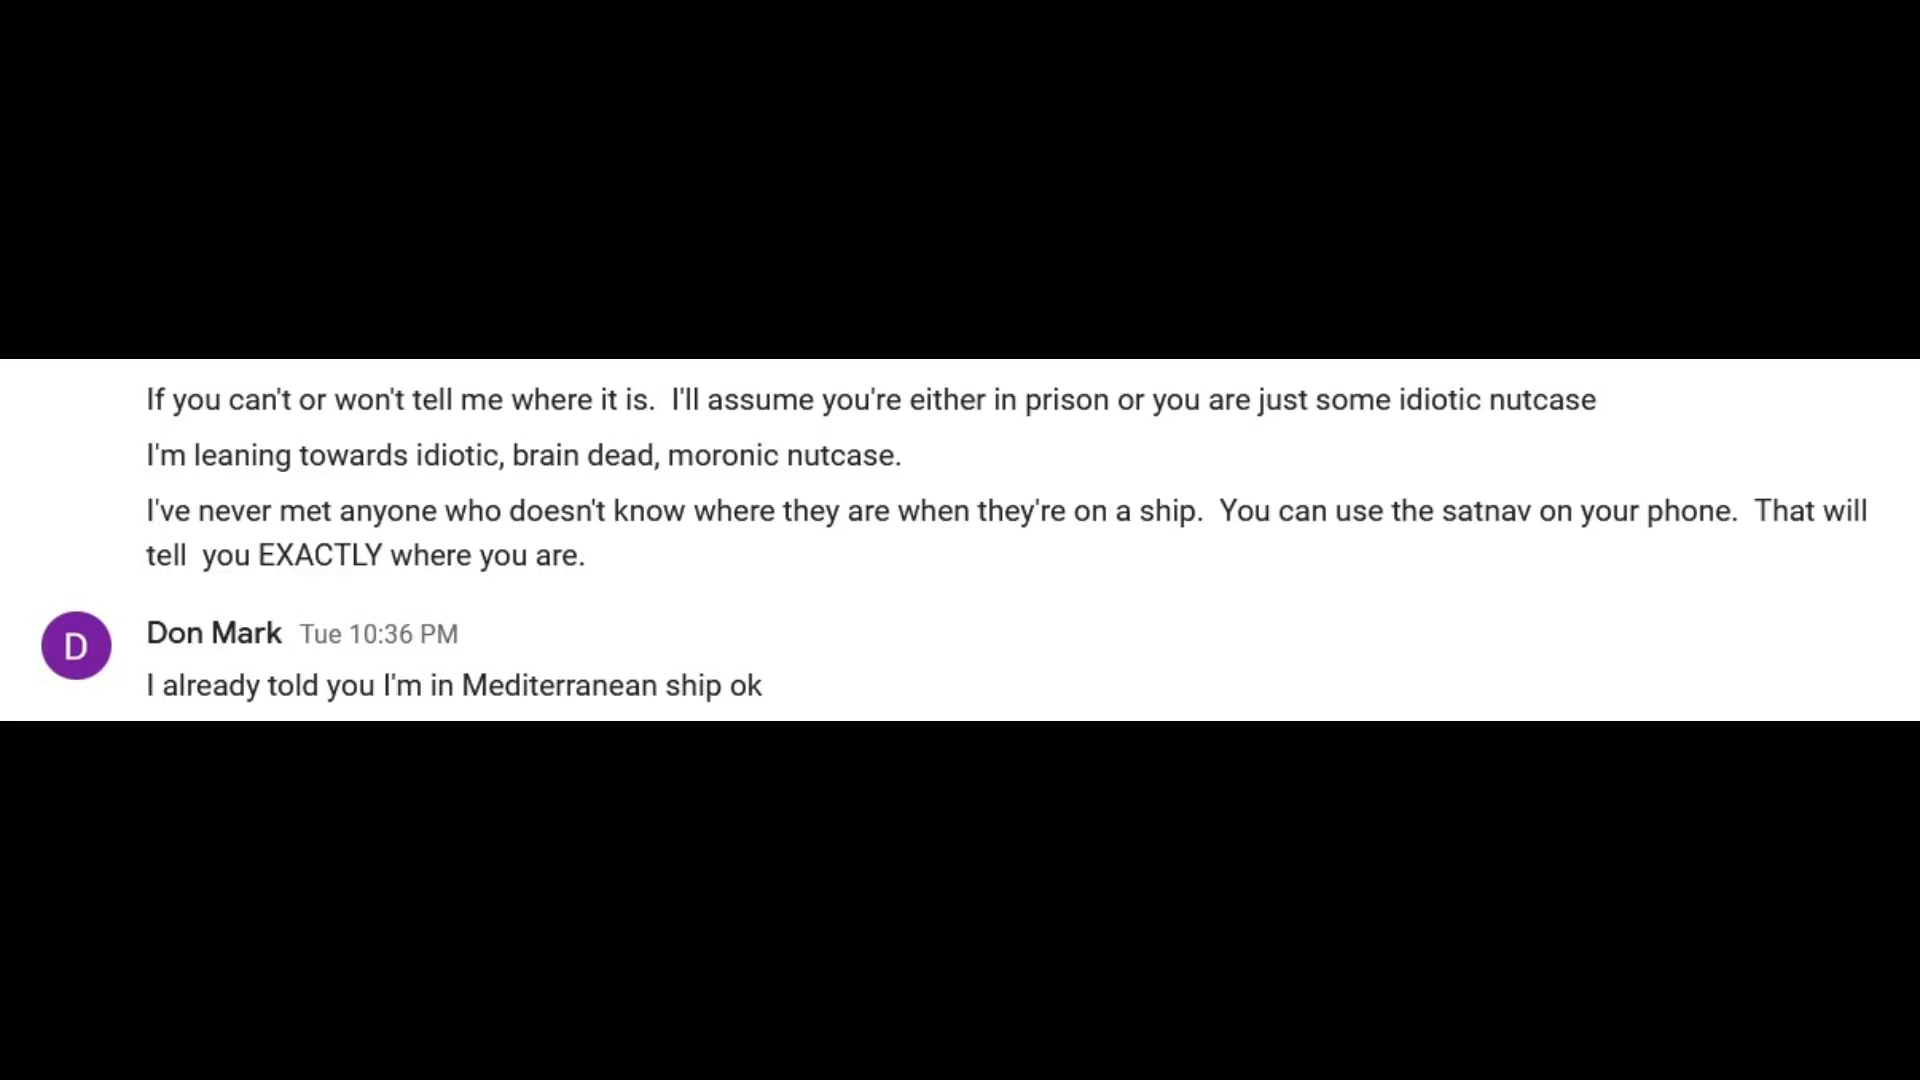 If you can't or won't tell me where it is.  I'll assume you're either in prison or you are just some idiotic nutcase
I'm leaning towards idiotic, brain dead, moronic nutcase.
I've never met anyone who doesn't know where they are when they're on a ship.  You can use the satnav on your phone.  That will
tell  you EXACTLY where you are.
D
Don Mark Tue 10:36 PM
I already told you I'm in Mediterranean ship ok